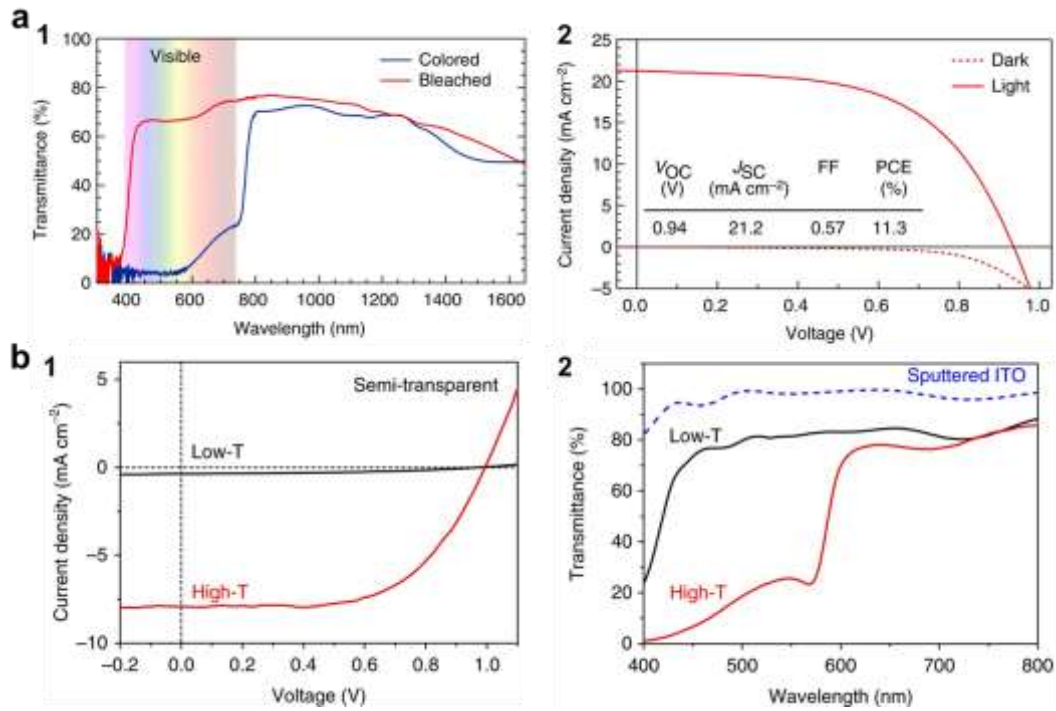 a
1
100
80
60
40
20
0
Transmittance (%)
Visible
Colored
Bleached
400
600
800
1000
1200
1400
1600
Wavelength (nm)
2
25
20
15
10
5
0
−5
Current density (mA cm−2)
Dark
Light
VOC JSC FF PCE
(V) (mA cm−2) (%)
0.94 21.2 0.57 11.3
0.0
0.2
0.4
0.6
0.8
1.0
Voltage (V)
b
1
5
0
−5
−10
Current density (mA cm−2)
Semi-transparent
Low-T
High-T
−0.2
0.0
0.2
0.4
0.6
0.8
1.0
Voltage (V)
2
100
80
60
40
20
0
Transmittance (%)
Sputtered ITO
Low-T
High-T
400
500
600
700
800
Wavelength (nm)